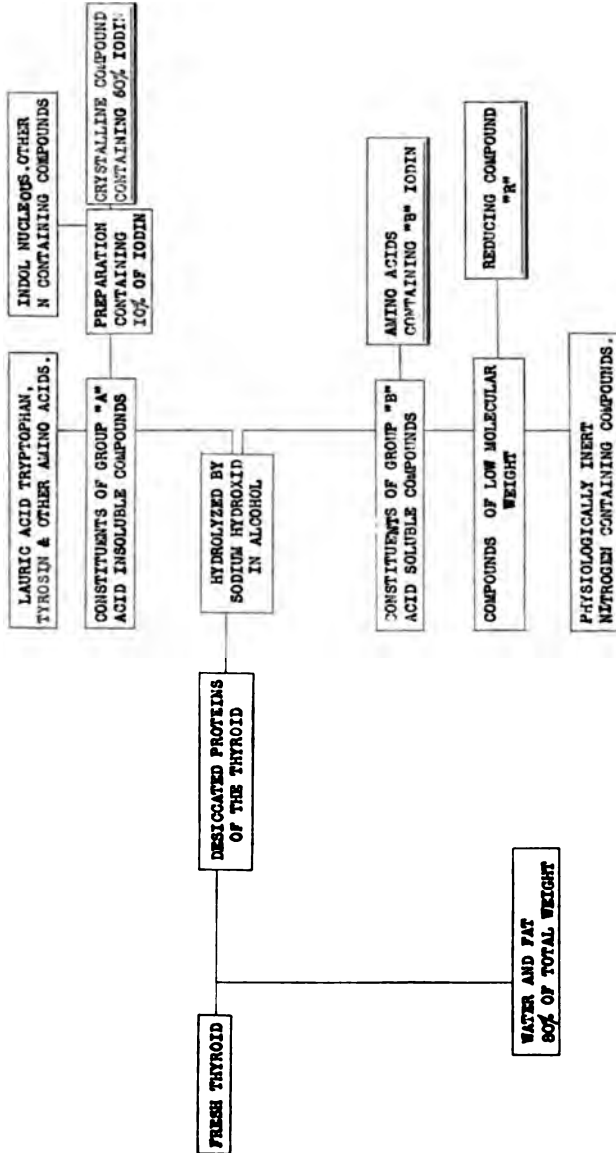 FRESH THYROID
WATER AND FAT
80% OF TOTAL WEIGHT
DESICCATED PROTEINS
OF THE THYROID
HYDROLYZED BY
SODIUM HYDROXID
IN ALCOHOL
LAURIC ACID TRYPTOPHAN,
TYROSIN & OTHER AMINO ACIDS.
CONSTITUENTS OF GROUP "A"
ACID INSOLUBLE COMPOUNDS
INDOL NUCLEOUS.OTHER
N CONTAINING COMPOUNDS
PREPARATION
CONTAINING
10% OF IODIN
CRYSTALLINE COMPOUND
CONTAINING 60% IODIN
CONSTITUENTS OF GROUP "B"
ACID SOLUBLE COMPOUNDS
AMINO ACIDS
CONTAINING "B" IODIN
COMPOUNDS OF LOW MOLECULAR
WEIGHT
REDUCING COMPOUND
"R"
PHYSIOLOGICALLY INERT
NITROGEN CONTAINING COMPOUNDS.